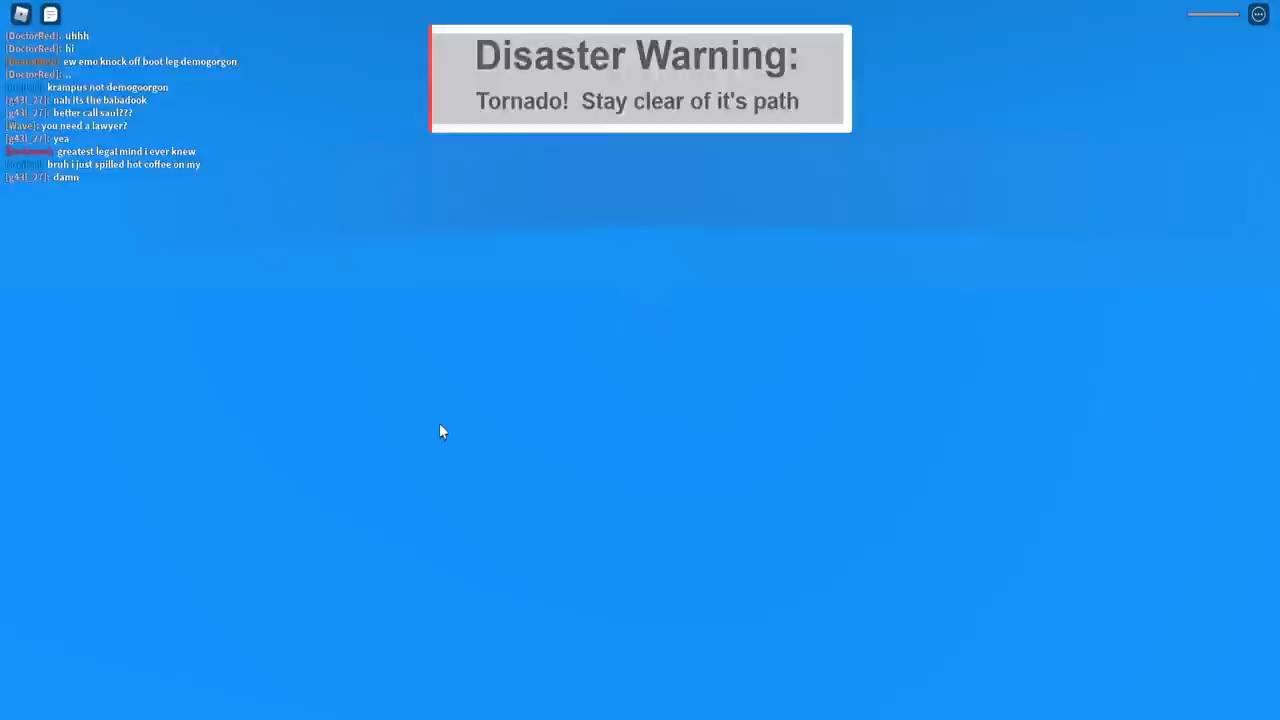 [DoctorRed]: uhhh
[DoctorRed]: hi
ew emo knock off boot leg demogorgon
[DoctorRed]: ..
krampus not demogoorgon
[g43l_27]: nah its the babadook
[g43l_27]: better call saul???
[Wave]: you need a lawyer?
[g43l_27]: yea
greatest legal mind i ever knew
bruh i just spilled hot coffee on my
[g43l_27]: damn
Disaster Warning:
Tornado! Stay clear of it's path